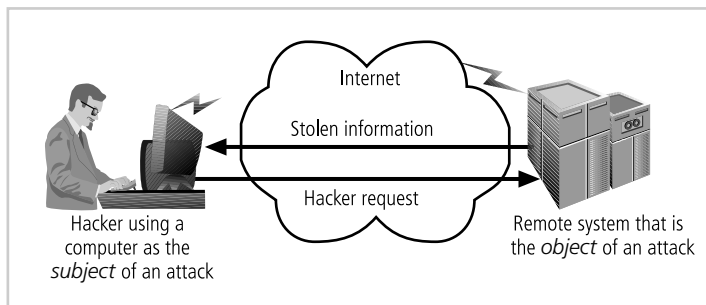 Internet
Stolen information
Hacker request
Hacker using a
computer as the
subject of an attack
Remote system that is
the object of an attack